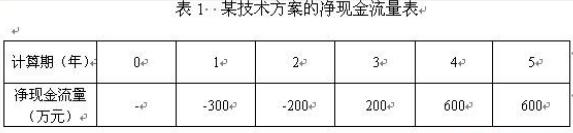 表 1 某技术方案的净现金流量表
计算期（年） 0 1 2 3 4 5
净现金流量
（万元） - -300 -200 200 600 600